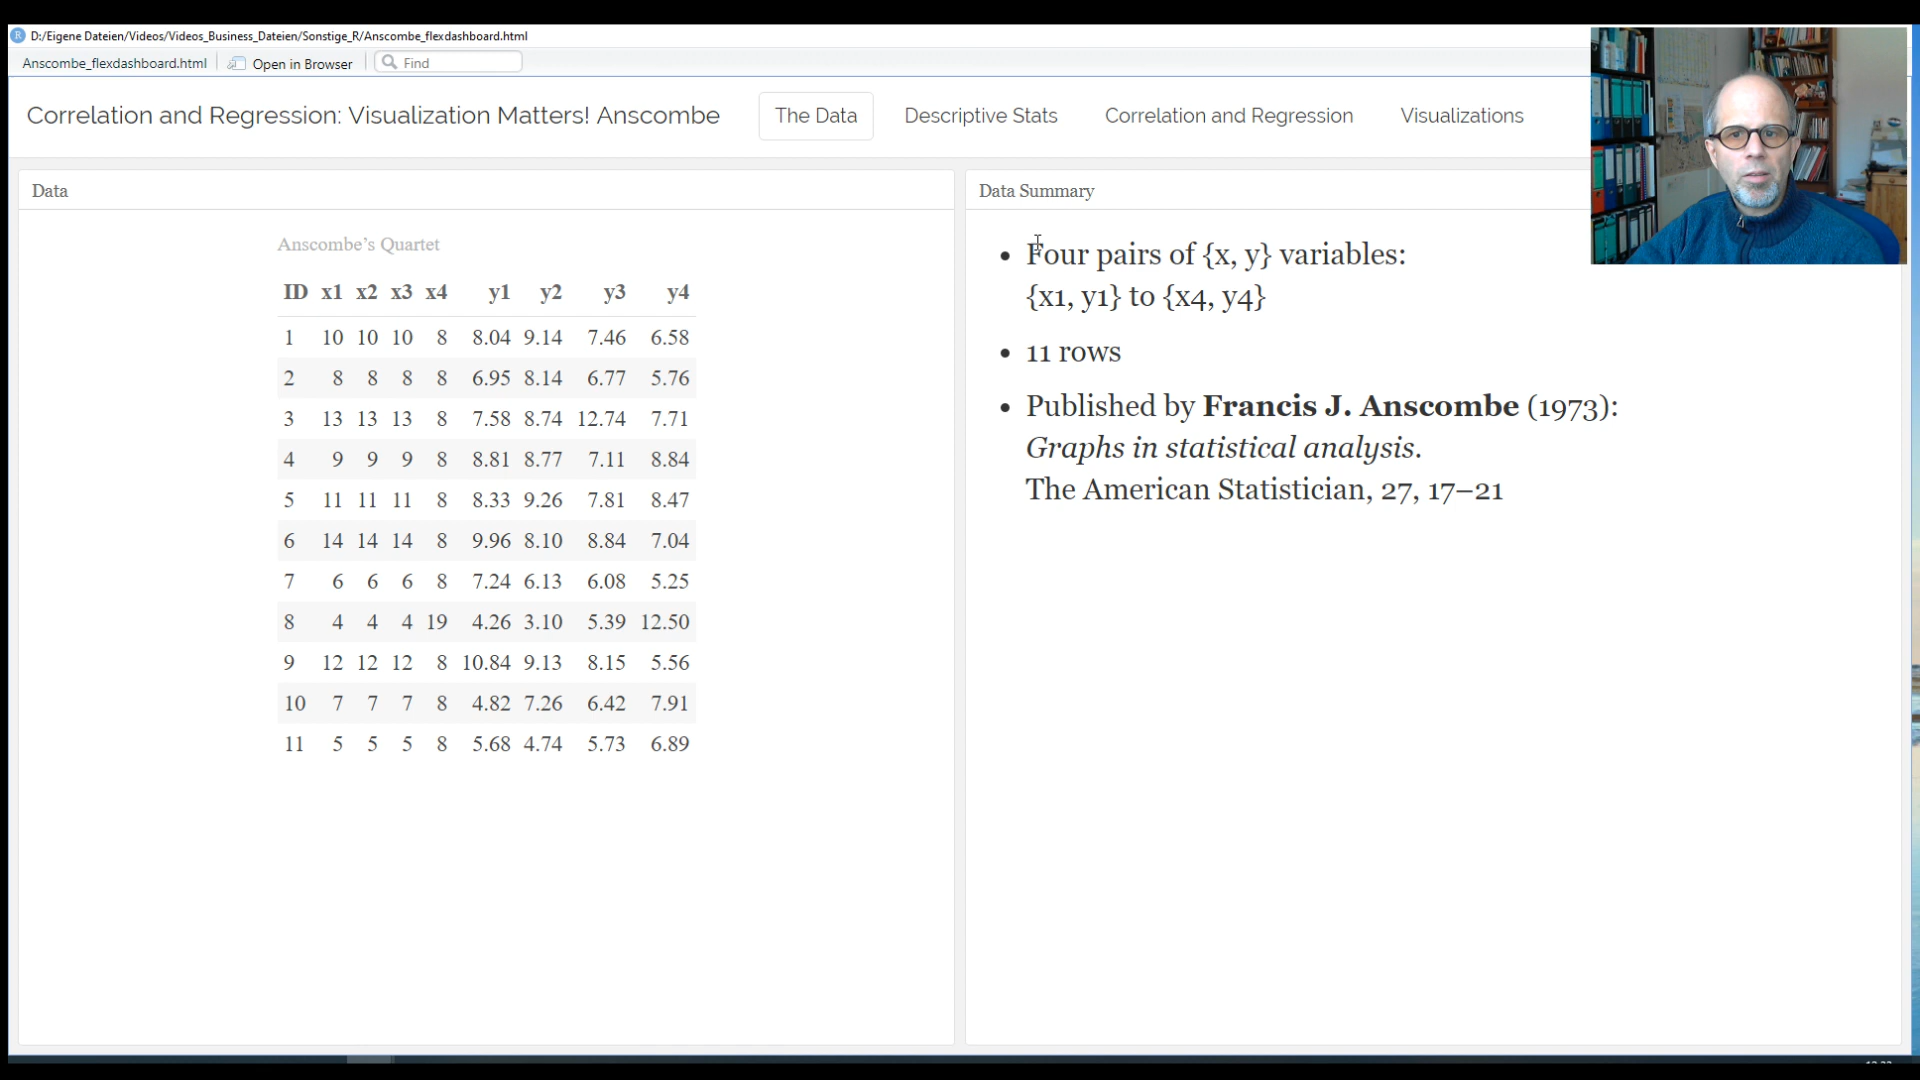 D:/Eigene Dateien/Videos/Videos_Business_Dateien/Sonstige_R/Anscombe_flexdashboard.html
Anscombe_flexdashboard.html Open in Browser Find
Correlation and Regression: Visualization Matters! Anscombe The Data Descriptive Stats Correlation and Regression Visualizations
Data
Anscombe's Quartet
ID x1 x2 x3 x4 y1 y2 y3 y4
1 10 10 10 8 8.04 9.14 7.46 6.58
2 8 8 8 8 6.95 8.14 6.77 5.76
3 13 13 13 8 7.58 8.74 12.74 7.71
4 9 9 9 8 8.81 8.77 7.11 8.84
5 11 11 11 8 8.33 9.26 7.81 8.47
6 14 14 14 8 9.96 8.10 8.84 7.04
7 6 6 6 8 7.24 6.13 6.08 5.25
8 4 4 4 19 4.26 3.10 5.39 12.50
9 12 12 12 8 10.84 9.13 8.15 5.56
10 7 7 7 8 4.82 7.26 6.42 7.91
11 5 5 5 8 5.68 4.74 5.73 6.89
Data Summary
• Four pairs of {x, y} variables:
{x1, y1} to {x4, y4}
• 11 rows
• Published by Francis J. Anscombe (1973):
Graphs in statistical analysis.
The American Statistician, 27, 17–21